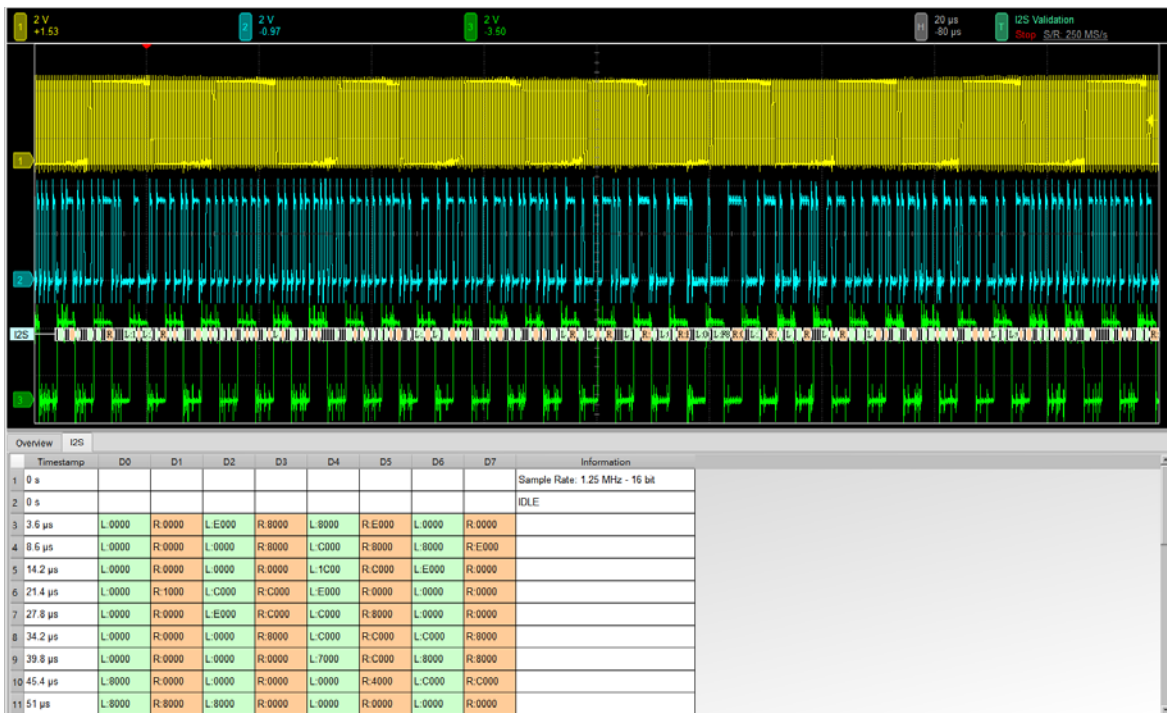 1 2 V 2 2 V 3 2 V H 20 µs T I2S Validation
+1.53 -0.97 -3.50 -80 µs Stop S/R: 250 MS/s
1
2
I2S
3
Overview I2S
Timestamp D0 D1 D2 D3 D4 D5 D6 D7 Information
1 0 s Sample Rate: 1.25 MHz - 16 bit
2 0 s IDLE
3 3.6 µs L:0000 R:0000 L:E000 R:8000 L:8000 R:E000 L:0000 R:0000
4 8.6 µs L:0000 R:0000 L:0000 R:8000 L:C000 R:8000 L:8000 R:E000
5 14.2 µs L:0000 R:0000 L:0000 R:0000 L:1C00 R:C000 L:E000 R:0000
6 21.4 µs L:0000 R:1000 L:C000 R:C000 L:E000 R:0000 L:0000 R:0000
7 27.8 µs L:0000 R:0000 L:E000 R:C000 L:C000 R:8000 L:0000 R:0000
8 34.2 µs L:0000 R:0000 L:0000 R:8000 L:C000 R:C000 L:C000 R:8000
9 39.8 µs L:0000 R:0000 L:0000 R:0000 L:7000 R:C000 L:8000 R:8000
10 45.4 µs L:8000 R:0000 L:0000 R:0000 L:0000 R:4000 L:C000 R:C000
11 51 µs L:8000 R:8000 L:8000 R:0000 L:0000 R:0000 L:0000 R:0000